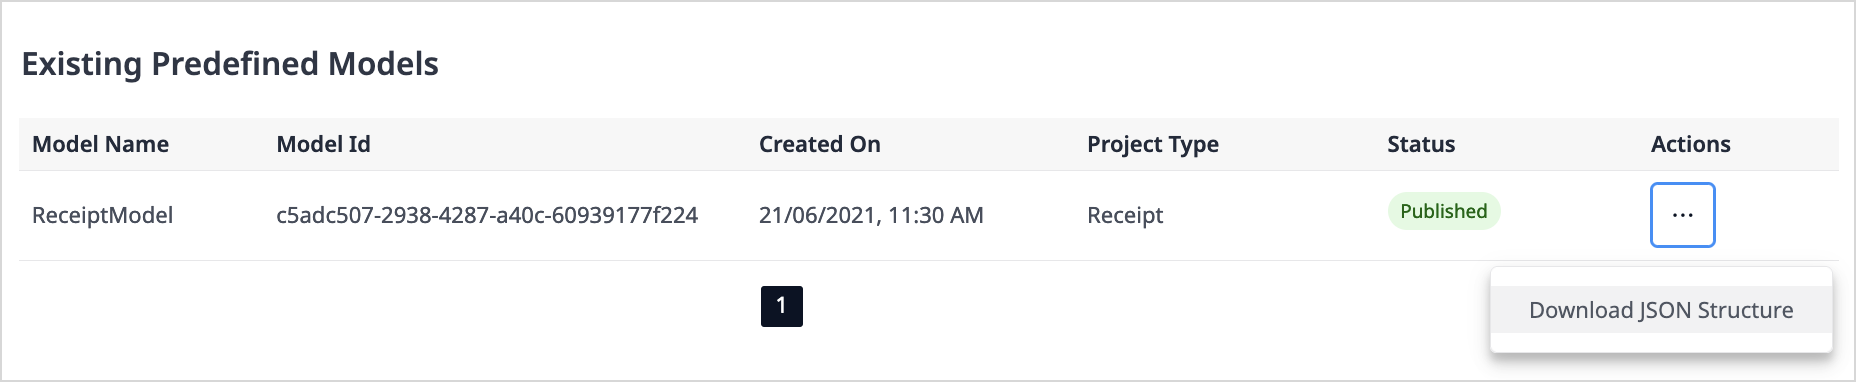 Existing Predefined Models
Model Name Model Id Created On Project Type Status Actions
ReceiptModel c5adc507-2938-4287-a40c-60939177f224 21/06/2021, 11:30 AM Receipt Published ...
1
Download JSON Structure